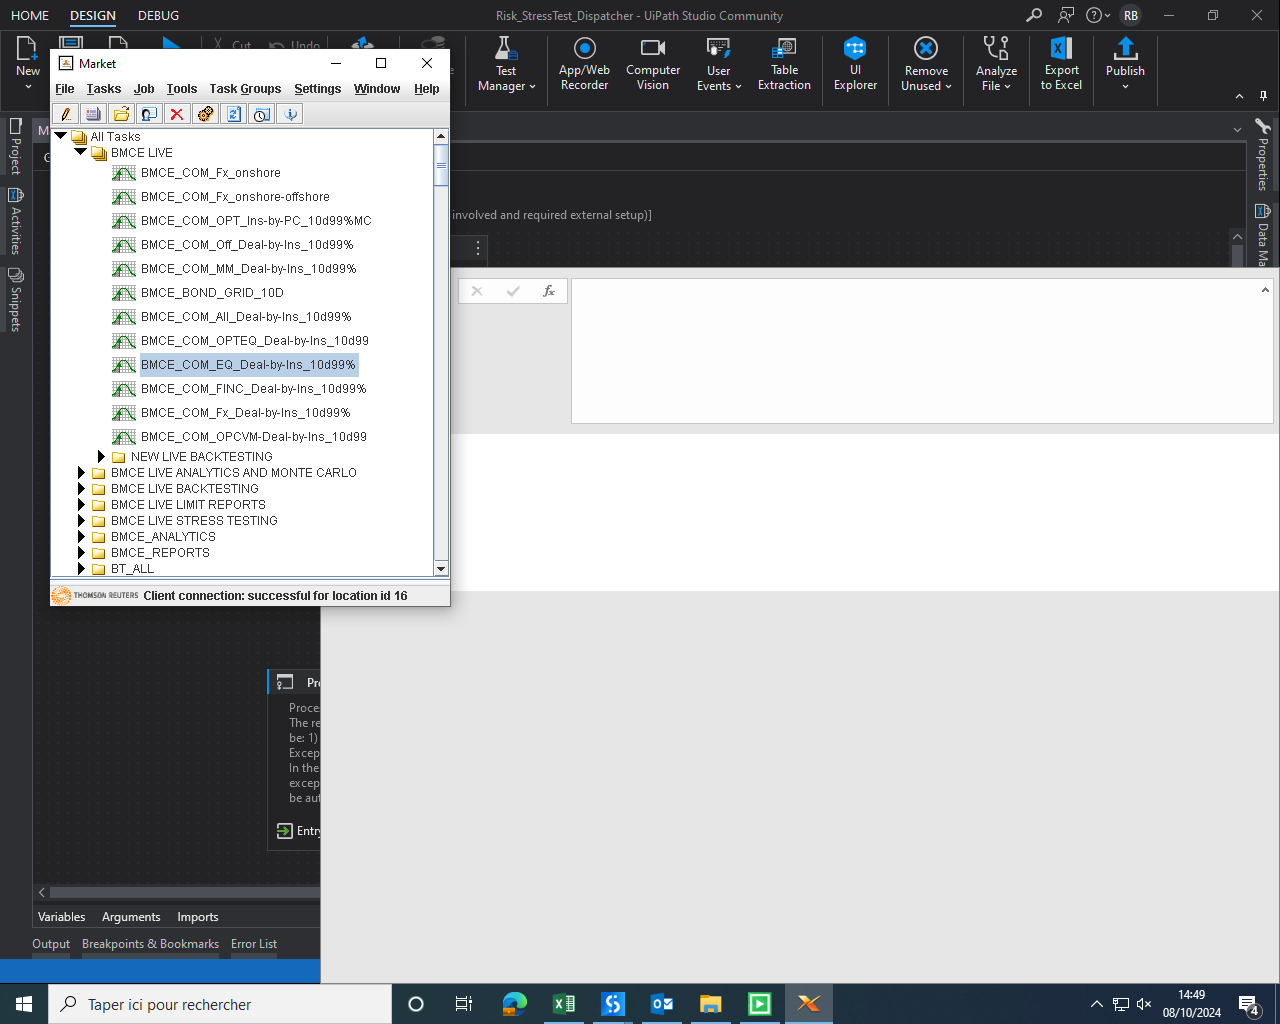 HOME DESIGN DEBUG
Risk_StressTest_Dispatcher - UiPath Studio Community
RB
New
Cut Undo
Test Manager
App/Web Recorder
Computer Vision
User Events
Table Extraction
UI Explorer
Remove Unused
Analyze File
Export to Excel
Publish
Market
File Tasks Job Tools Task Groups Settings Window Help
All Tasks
BMCE LIVE
BMCE_COM_Fx_onshore
BMCE_COM_Fx_onshore-offshore
BMCE_COM_OPT_Ins-by-PC_10d99%MC
BMCE_COM_Off_Deal-by-Ins_10d99%
BMCE_COM_MM_Deal-by-Ins_10d99%
BMCE_BOND_GRID_10D
BMCE_COM_All_Deal-by-Ins_10d99%
BMCE_COM_OPTEQ_Deal-by-Ins_10d99
BMCE_COM_EQ_Deal-by-Ins_10d99%
BMCE_COM_FINC_Deal-by-Ins_10d99%
BMCE_COM_Fx_Deal-by-Ins_10d99%
BMCE_COM_OPCVM-Deal-by-Ins_10d99
NEW LIVE BACKTESTING
BMCE LIVE ANALYTICS AND MONTE CARLO
BMCE LIVE BACKTESTING
BMCE LIVE LIMIT REPORTS
BMCE LIVE STRESS TESTING
BMCE_ANALYTICS
BMCE_REPORTS
BT_ALL
THOMSON REUTERS Client connection: successful for location id 16
Project
Activities
Snippets
Properties
Data Ma
involved and required external setup)]
fx
Pro
Proce
The re
be: 1)
Excep
In the
excep
be aut
Entry
Variables Arguments Imports
Output Breakpoints & Bookmarks Error List
Taper ici pour rechercher
14:49
08/10/2024
4